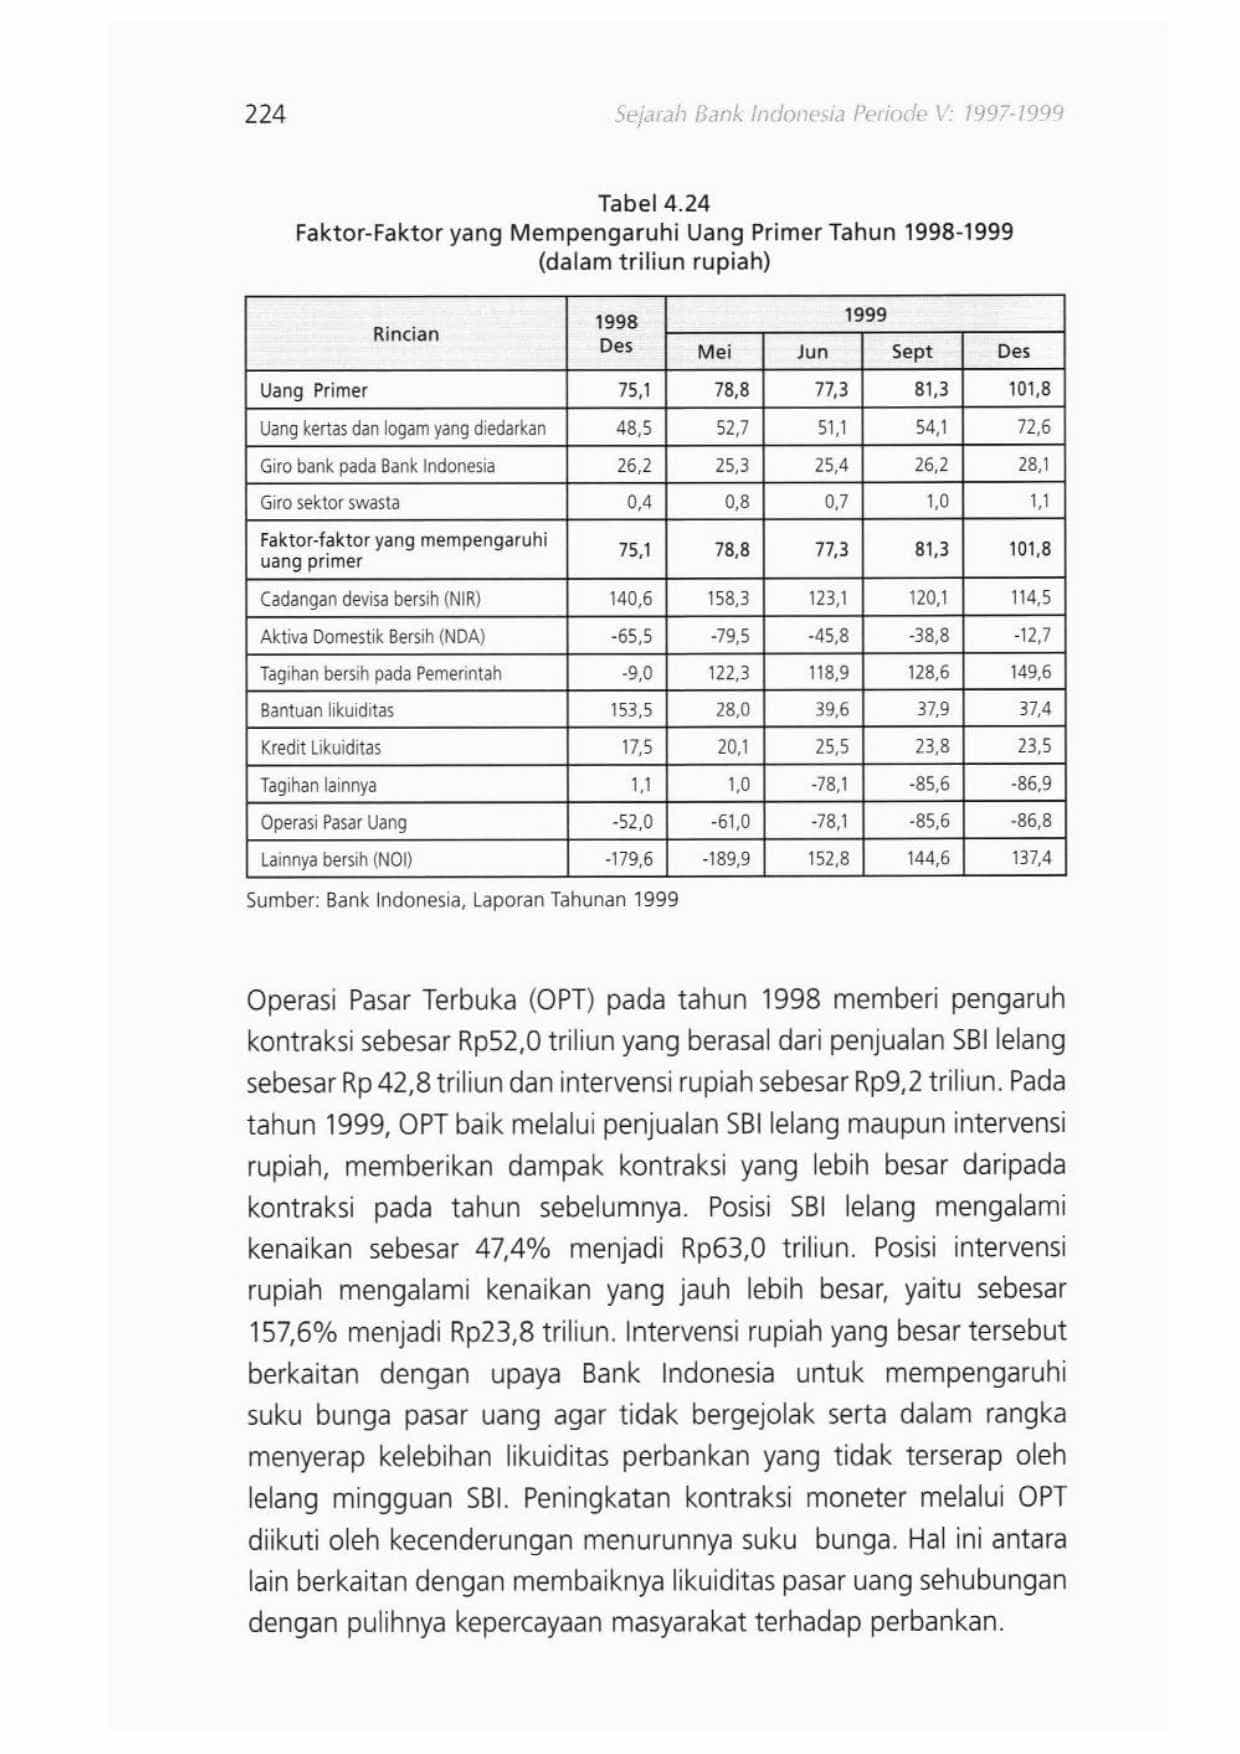 224
Sejarah Bank Indonesia Periode V: 1997-1999
Tabel 4.24
Faktor-Faktor yang Mempengaruhi Uang Primer Tahun 1998-1999
(dalam triliun rupiah)
Rincian 1998 Des 1999
Mei Jun Sept Des
Uang Primer 75,1 78,8 77,3 81,3 101,8
Uang kertas dan logam yang diedarkan 48,5 52,7 51,1 54,1 72,6
Giro bank pada Bank Indonesia 26,2 25,3 25,4 26,2 28,1
Giro sektor swasta 0,4 0,8 0,7 1,0 1,1
Faktor-faktor yang mempengaruhi
uang primer 75,1 78,8 77,3 81,3 101,8
Cadangan devisa bersih (NIR) 140,6 158,3 123,1 120,1 114,5
Aktiva Domestik Bersih (NDA) -65,5 -79,5 -45,8 -38,8 -12,7
Tagihan bersih pada Pemerintah -9,0 122,3 118,9 128,6 149,6
Bantuan likuiditas 153,5 28,0 39,6 37,9 37,4
Kredit Likuiditas 17,5 20,1 25,5 23,8 23,5
Tagihan lainnya 1,1 1,0 -78,1 -85,6 -86,9
Operasi Pasar Uang -52,0 -61,0 -78,1 -85,6 -86,8
Lainnya bersih (NOI) -179,6 -189,9 152,8 144,6 137,4
Sumber: Bank Indonesia, Laporan Tahunan 1999
Operasi Pasar Terbuka (OPT) pada tahun 1998 memberi pengaruh
kontraksi sebesar Rp52,0 triliun yang berasal dari penjualan SBI lelang
sebesar Rp 42,8 triliun dan intervensi rupiah sebesar Rp9,2 triliun. Pada
tahun 1999, OPT baik melalui penjualan SBI lelang maupun intervensi
rupiah, memberikan dampak kontraksi yang lebih besar daripada
kontraksi pada tahun sebelumnya. Posisi SBI lelang mengalami
kenaikan sebesar 47,4% menjadi Rp63,0 triliun. Posisi intervensi
rupiah mengalami kenaikan yang jauh lebih besar, yaitu sebesar
157,6% menjadi Rp23,8 triliun. Intervensi rupiah yang besar tersebut
berkaitan dengan upaya Bank Indonesia untuk mempengaruhi
suku bunga pasar uang agar tidak bergejolak serta dalam rangka
menyerap kelebihan likuiditas perbankan yang tidak terserap oleh
lelang mingguan SBI. Peningkatan kontraksi moneter melalui OPT
diikuti oleh kecenderungan menurunnya suku bunga. Hal ini antara
lain berkaitan dengan membaiknya likuiditas pasar uang sehubungan
dengan pulihnya kepercayaan masyarakat terhadap perbankan.